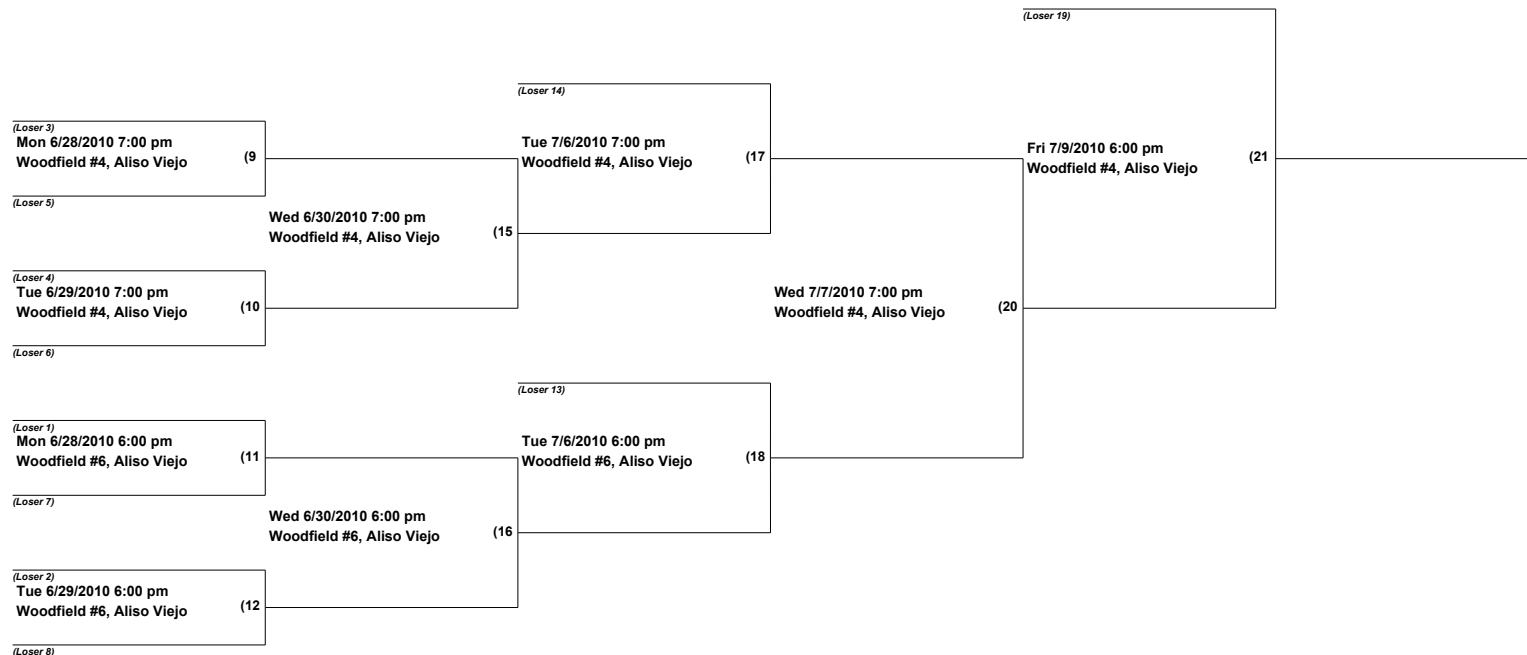 (Loser 19)
(Loser 14)
(Loser 3)
Mon 6/28/2010 7:00 pm
Woodfield #4, Aliso Viejo (9
(Loser 5)
Tue 7/6/2010 7:00 pm
Woodfield #4, Aliso Viejo (17
Fri 7/9/2010 6:00 pm
Woodfield #4, Aliso Viejo (21
Wed 6/30/2010 7:00 pm
Woodfield #4, Aliso Viejo (15
(Loser 4)
Tue 6/29/2010 7:00 pm
Woodfield #4, Aliso Viejo (10
(Loser 6)
Wed 7/7/2010 7:00 pm
Woodfield #4, Aliso Viejo (20
(Loser 13)
(Loser 1)
Mon 6/28/2010 6:00 pm
Woodfield #6, Aliso Viejo (11
(Loser 7)
Tue 7/6/2010 6:00 pm
Woodfield #6, Aliso Viejo (18
Wed 6/30/2010 6:00 pm
Woodfield #6, Aliso Viejo (16
(Loser 2)
Tue 6/29/2010 6:00 pm
Woodfield #6, Aliso Viejo (12
(Loser 8)